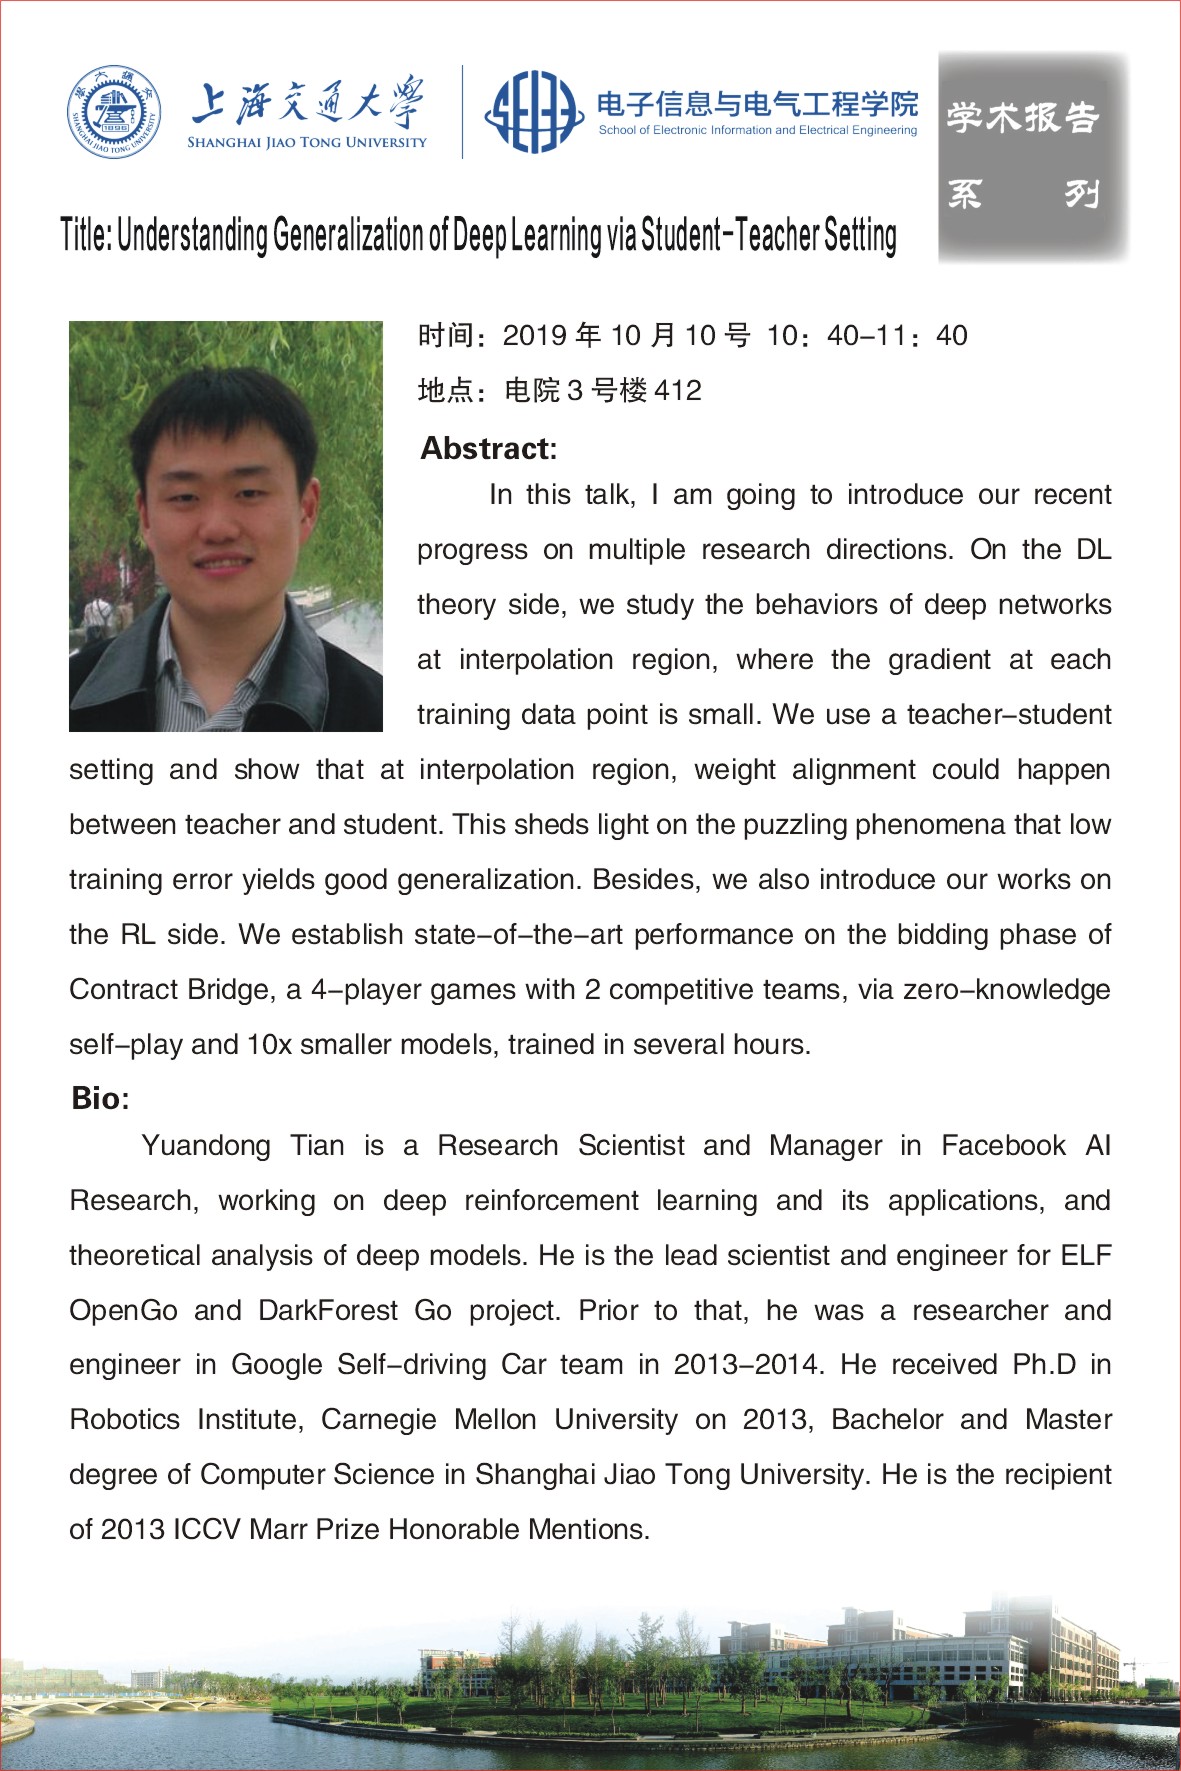 上海交通大学
SHANGHAI JIAO TONG UNIVERSITY
1896
SHANGHAI JIAO TONG UNIVERSITY
SEIEE
电子信息与电气工程学院
School of Electronic Information and Electrical Engineering
学术报告
系 列
Title: Understanding Generalization of Deep Learning via Student-Teacher Setting
时间：2019 年 10 月 10 号 10：40-11：40
地点：电院 3 号楼 412
Abstract:
In this talk, I am going to introduce our recent
progress on multiple research directions. On the DL
theory side, we study the behaviors of deep networks
at interpolation region, where the gradient at each
training data point is small. We use a teacher-student
setting and show that at interpolation region, weight alignment could happen
between teacher and student. This sheds light on the puzzling phenomena that low
training error yields good generalization. Besides, we also introduce our works on
the RL side. We establish state-of-the-art performance on the bidding phase of
Contract Bridge, a 4-player games with 2 competitive teams, via zero-knowledge
self-play and 10x smaller models, trained in several hours.
Bio:
Yuandong Tian is a Research Scientist and Manager in Facebook AI
Research, working on deep reinforcement learning and its applications, and
theoretical analysis of deep models. He is the lead scientist and engineer for ELF
OpenGo and DarkForest Go project. Prior to that, he was a researcher and
engineer in Google Self-driving Car team in 2013-2014. He received Ph.D in
Robotics Institute, Carnegie Mellon University on 2013, Bachelor and Master
degree of Computer Science in Shanghai Jiao Tong University. He is the recipient
of 2013 ICCV Marr Prize Honorable Mentions.